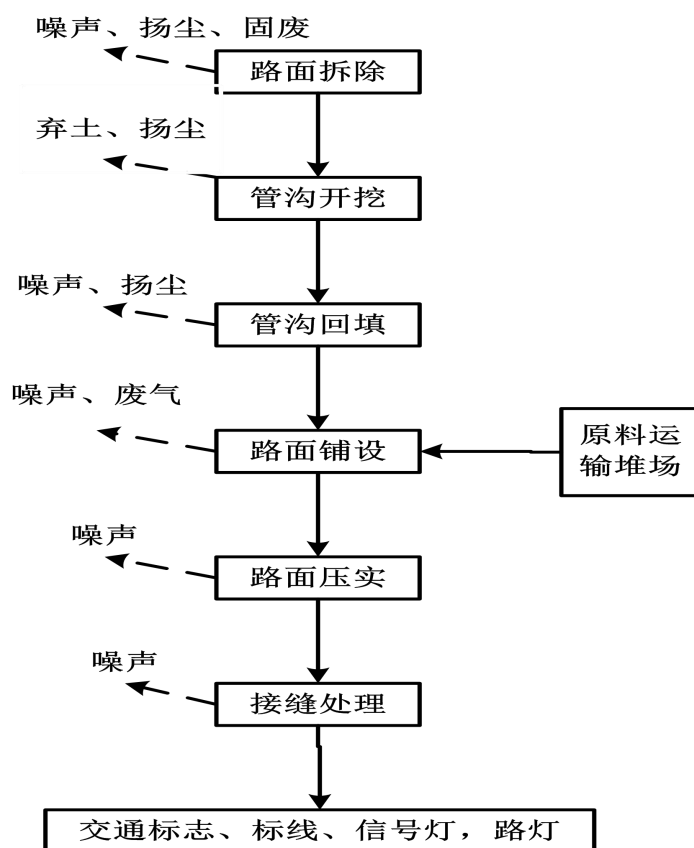 噪声、扬尘、固废
路面拆除
弃土、扬尘
管沟开挖
噪声、扬尘
管沟回填
噪声、废气
路面铺设
原料运
输堆场
噪声
路面压实
噪声
接缝处理
交通标志、标线、信号灯，路灯